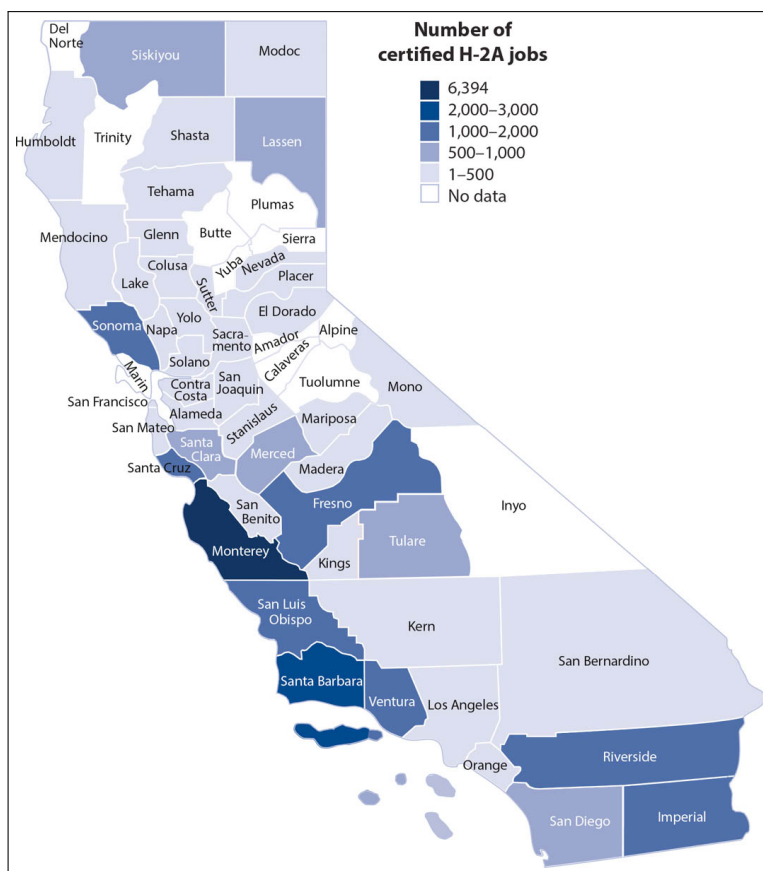 Number of
certified H-2A jobs
6,394
2,000–3,000
1,000–2,000
500–1,000
1–500
No data
Del
Norte
Siskiyou
Modoc
Humboldt
Trinity
Shasta
Lassen
Tehama
Plumas
Mendocino
Glenn
Butte
Sierra
Colusa
Yuba
Nevada
Lake
Sutter
Placer
Sonoma
Napa
Yolo
El Dorado
Sacra-
mento
Amador
Alpine
Solano
Calaveras
Marin
Contra
Costa
San
Joaquin
Tuolumne
Mono
San Francisco
Alameda
Stanislaus
Mariposa
San Mateo
Santa
Clara
Merced
Santa Cruz
Madera
San
Benito
Fresno
Inyo
Monterey
Kings
Tulare
San Luis
Obispo
Kern
San Bernardino
Santa Barbara
Ventura
Los Angeles
Orange
Riverside
San Diego
Imperial